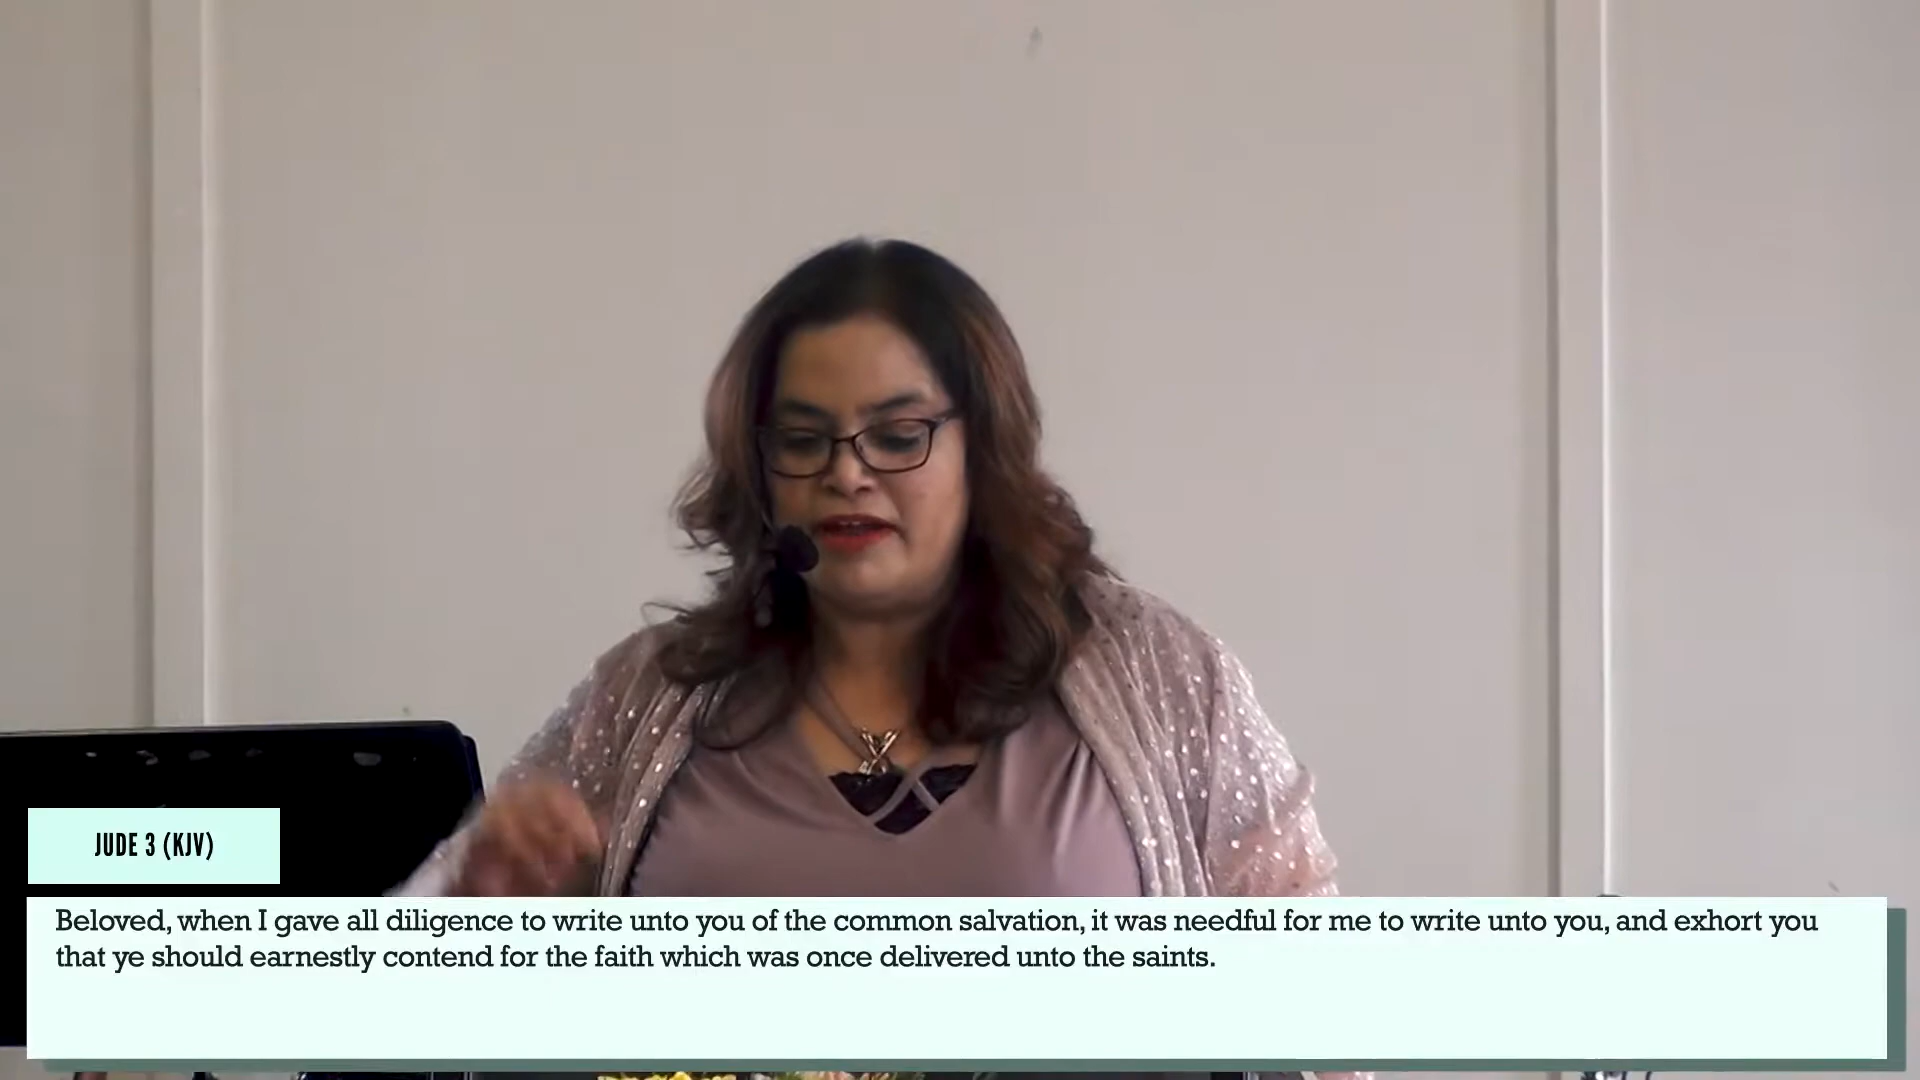 JUDE 3 (KJV)
Beloved, when I gave all diligence to write unto you of the common salvation, it was needful for me to write unto you, and exhort you
that ye should earnestly contend for the faith which was once delivered unto the saints.